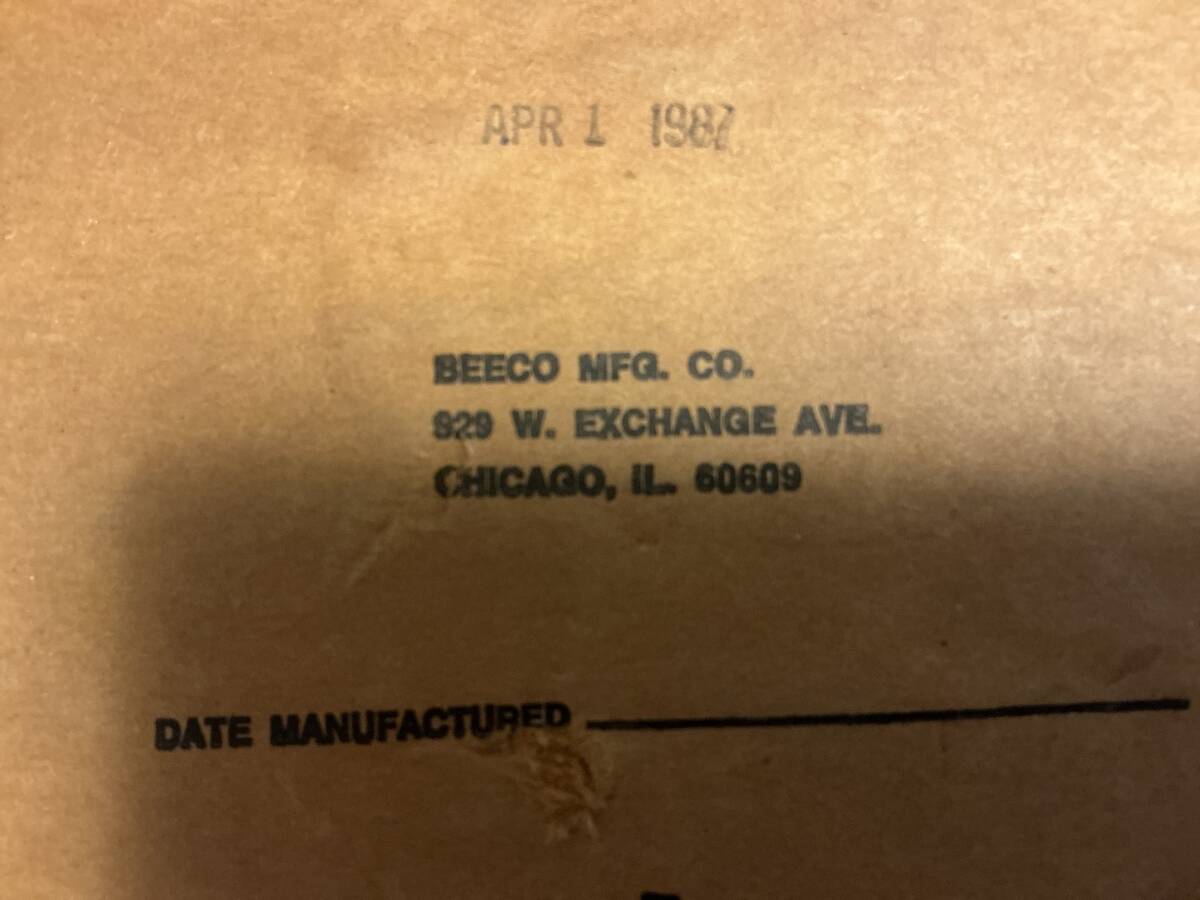 APR 1 1987
BEECO MFG. CO.
929 W. EXCHANGE AVE.
CHICAGO, IL. 60609
DATE MANUFACTURED